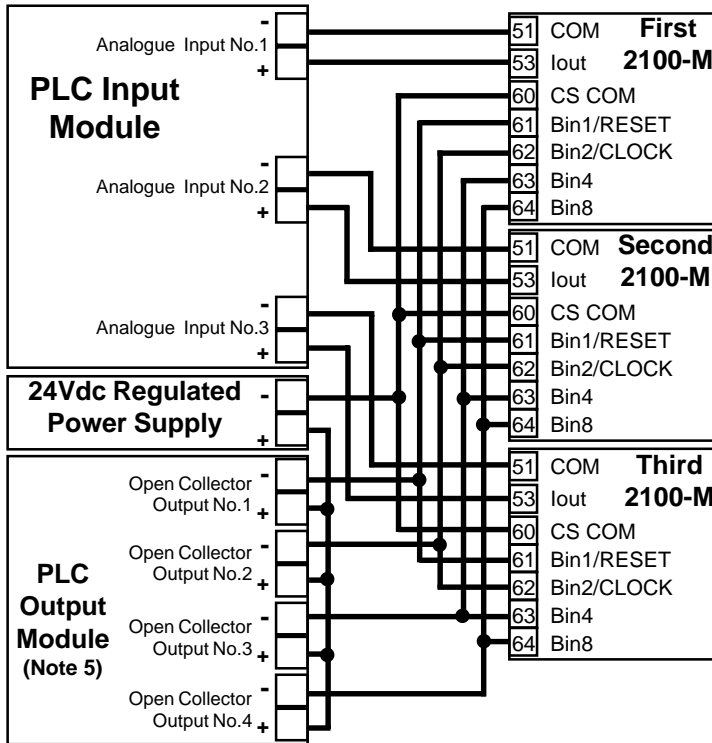 PLC Input
Module
Analogue Input No.1
-
+
Analogue Input No.2
-
+
Analogue Input No.3
-
+
24Vdc Regulated
Power Supply
-
+
PLC
Output
Module
(Note 5)
Open Collector
Output No.1
-
+
Open Collector
Output No.2
-
+
Open Collector
Output No.3
-
+
Open Collector
Output No.4
-
+
First
2100-M
51 COM
53 Iout
60 CS COM
61 Bin1/RESET
62 Bin2/CLOCK
63 Bin4
64 Bin8
Second
2100-M
51 COM
53 Iout
60 CS COM
61 Bin1/RESET
62 Bin2/CLOCK
63 Bin4
64 Bin8
Third
2100-M
51 COM
53 Iout
60 CS COM
61 Bin1/RESET
62 Bin2/CLOCK
63 Bin4
64 Bin8